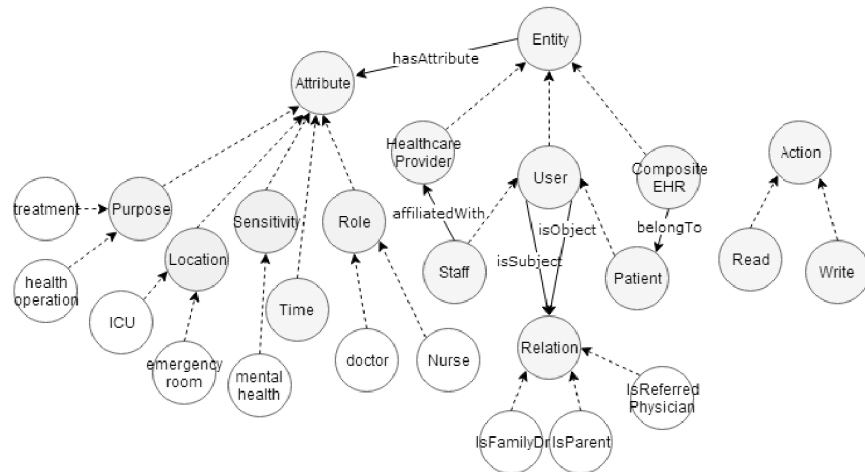 Entity
hasAttribute
Attribute
Healthcare
Provider
User
Composite
EHR
Action
treatment
Purpose
Sensitivity
Role
affiliatedWith
isObject
belongTo
Location
isSubject
Staff
Patient
Read
Write
health
operation
ICU
Time
emergency
room
mental
health
doctor
Nurse
Relation
IsReferred
Physician
IsFamilyDr
IsParent